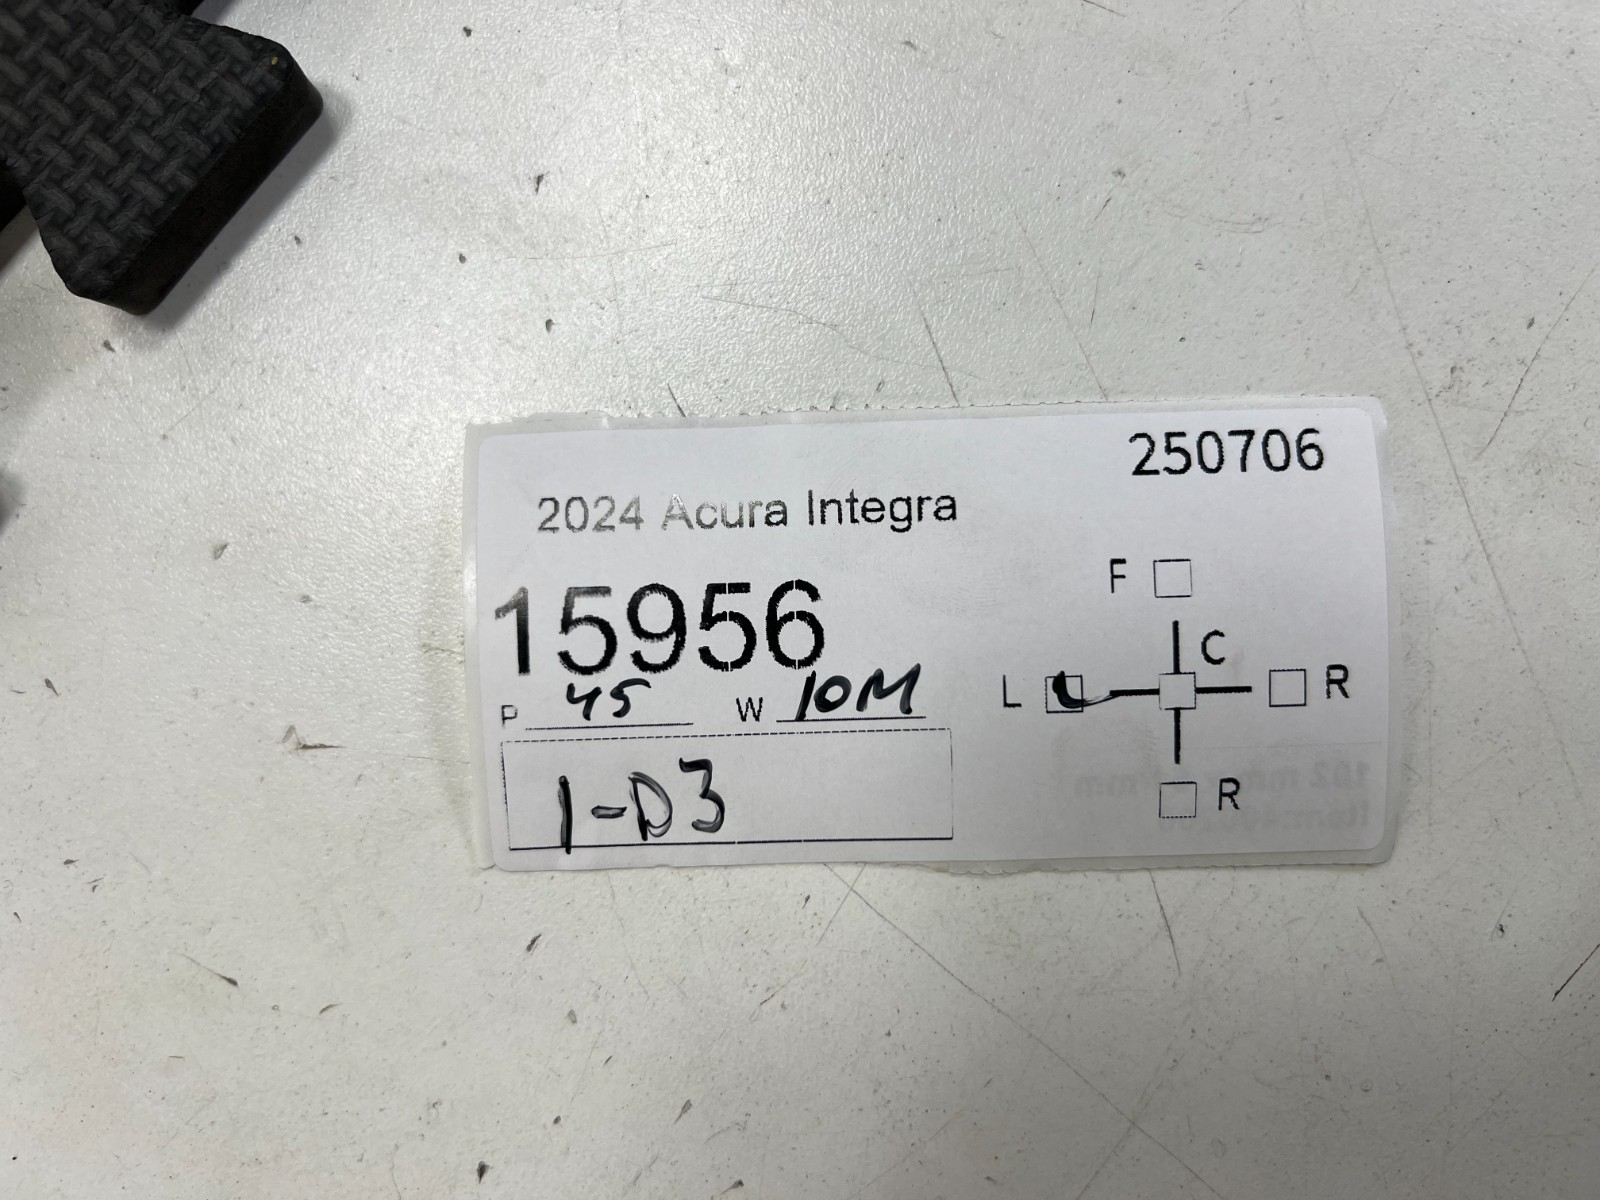 250706
2024 Acura Integra
15956
P 45 W 10M
1-D3
F
C
L R
R